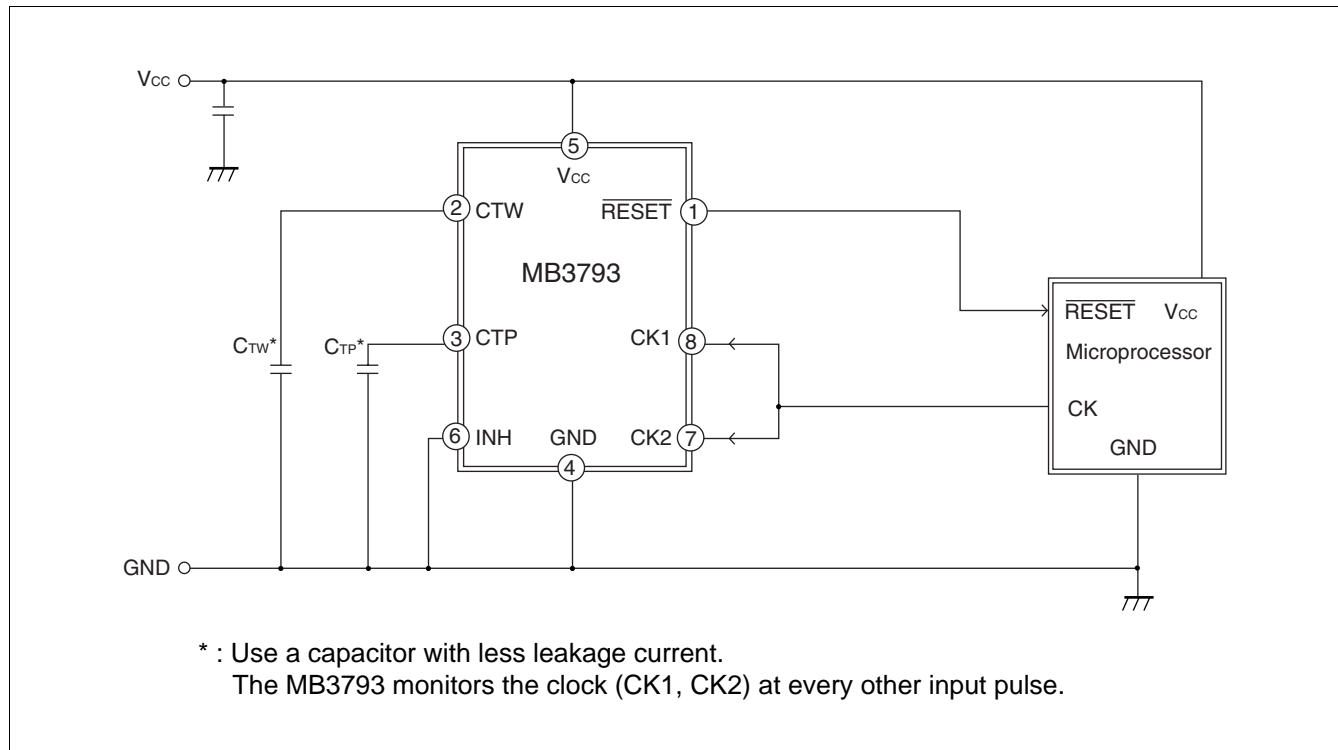 VCC
5
VCC
2 CTW
RESET 1
MB3793
RESET VCC
CTW*
CTP*
3 CTP
CK1 8
Microprocessor
CK
6 INH
GND
CK2 7
GND
4
GND
* : Use a capacitor with less leakage current.
The MB3793 monitors the clock (CK1, CK2) at every other input pulse.